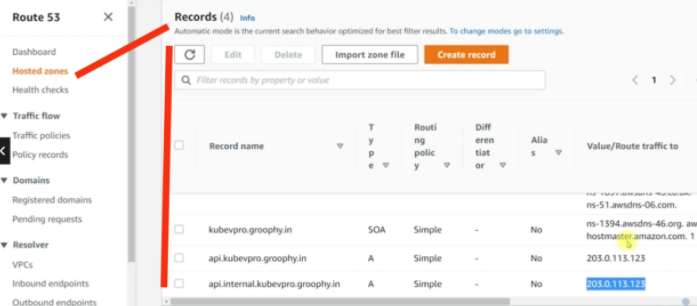 Route 53
Dashboard
Hosted zones
Health checks
Traffic flow
Traffic policies
Policy records
Domains
Registered domains
Pending requests
Resolver
VPCs
Inbound endpoints
Outbound endpoints
Records (4) Info
Automatic mode is the current search behavior optimized for best filter results. To change modes go to settings.
Edit Delete Import zone file Create record
Filter records by property or value
1
Record name Type Routing policy Differentiator Alias Value/Route traffic to
ns-51.awsdns-06.com.
kubevpro.groophy.in SOA Simple - No ns-1394.awsdns-46.org. aw
hostmaster.amazon.com. 1
api.kubevpro.groophy.in A Simple - No 203.0.113.123
api.internal.kubevpro.groophy.in A Simple - No 203.0.113.123